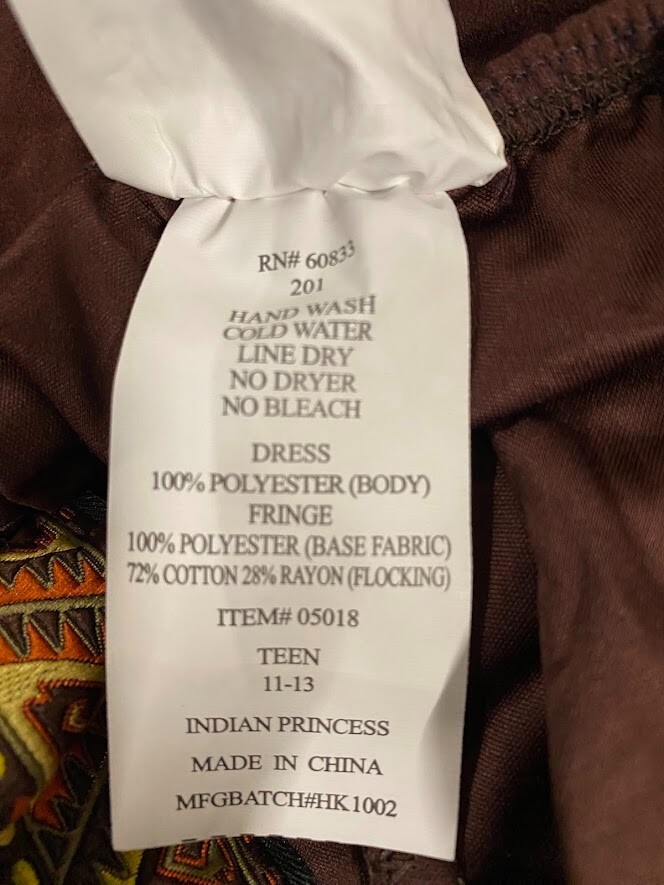 RN# 60833
201
HAND WASH
COLD WATER
LINE DRY
NO DRYER
NO BLEACH
DRESS
100% POLYESTER (BODY)
FRINGE
100% POLYESTER (BASE FABRIC)
72% COTTON 28% RAYON (FLOCKING)
ITEM# 05018
TEEN
11-13
INDIAN PRINCESS
MADE IN CHINA
MFGBATCH#HK1002